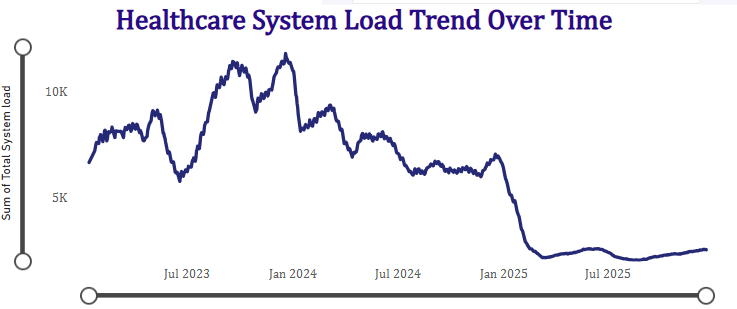 Healthcare System Load Trend Over Time
Sum of Total System load
10K
5K
Jul 2023
Jan 2024
Jul 2024
Jan 2025
Jul 2025